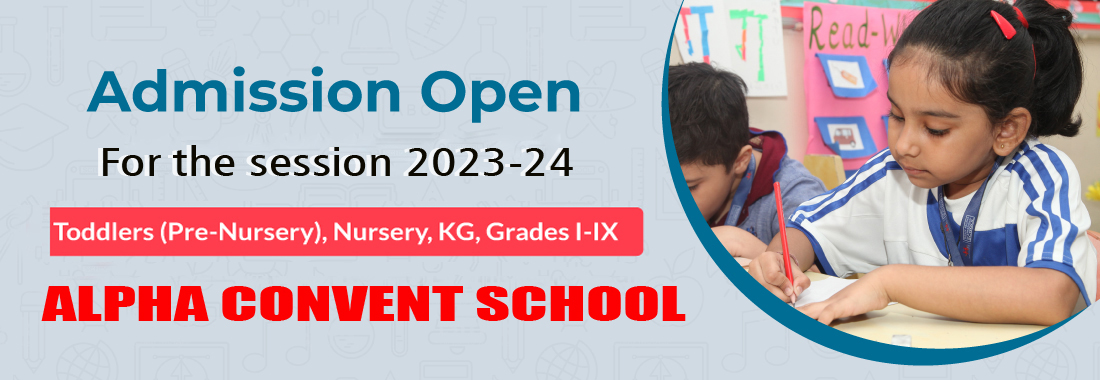 Admission Open
For the session 2023-24
Toddlers (Pre-Nursery), Nursery, KG, Grades I-IX
ALPHA CONVENT SCHOOL